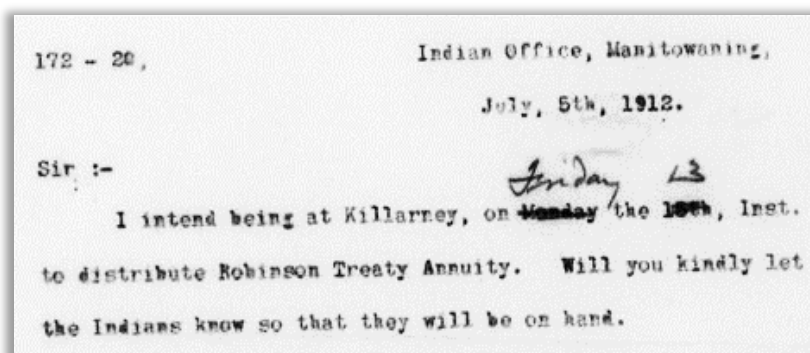 172 - 20,
Indian Office, Manitowaning,
July, 5th, 1912.
Sir :-
Friday 13
I intend being at Killarney, on Monday the 15th, Inst.
to distribute Robinson Treaty Annuity. Will you kindly let
the Indians know so that they will be on hand.